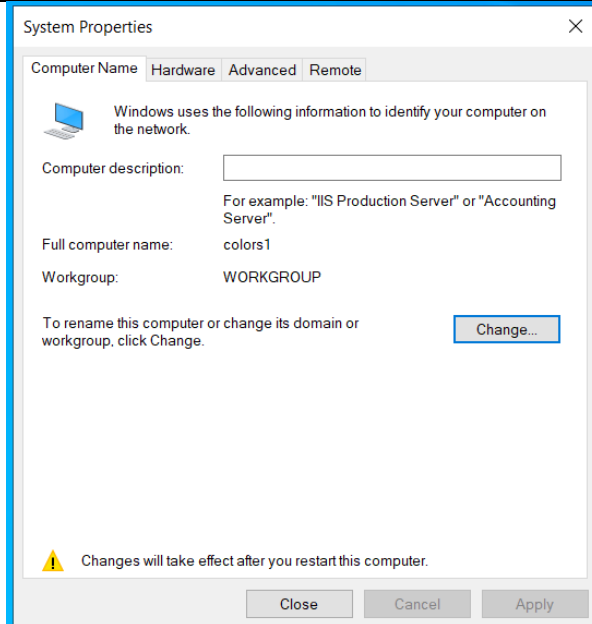 System Properties
Computer Name Hardware Advanced Remote
Windows uses the following information to identify your computer on
the network.
Computer description:
For example: "IIS Production Server" or "Accounting
Server".
Full computer name: colors1
Workgroup: WORKGROUP
To rename this computer or change its domain or
workgroup, click Change.
Change...
Changes will take effect after you restart this computer.
Close Cancel Apply